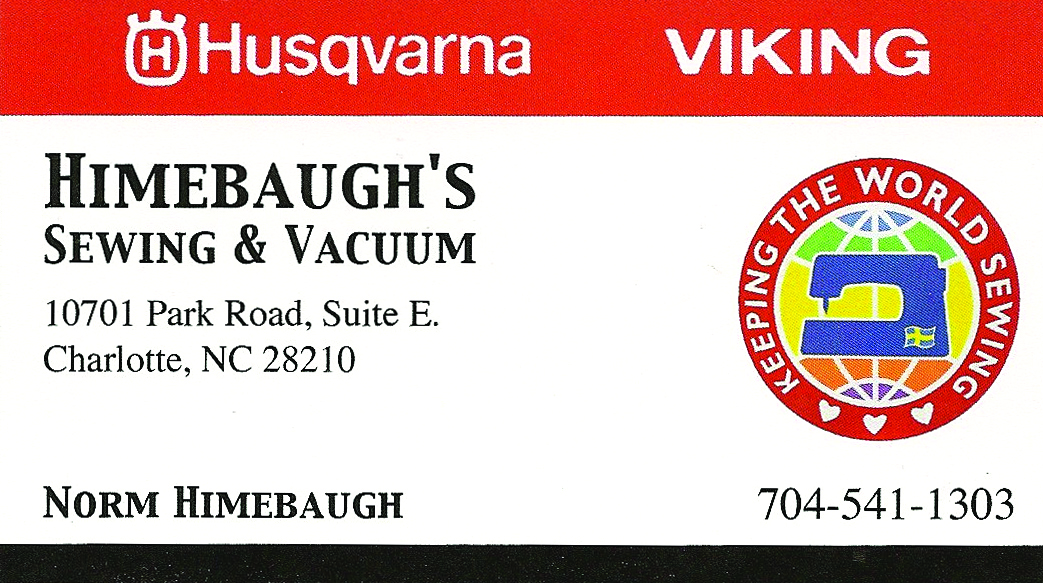 Husqvarna VIKING
HIMEBAUGH'S
SEWING & VACUUM
10701 Park Road, Suite E.
Charlotte, NC 28210
KEEPING THE WORLD SEWING
NORM HIMEBAUGH
704-541-1303